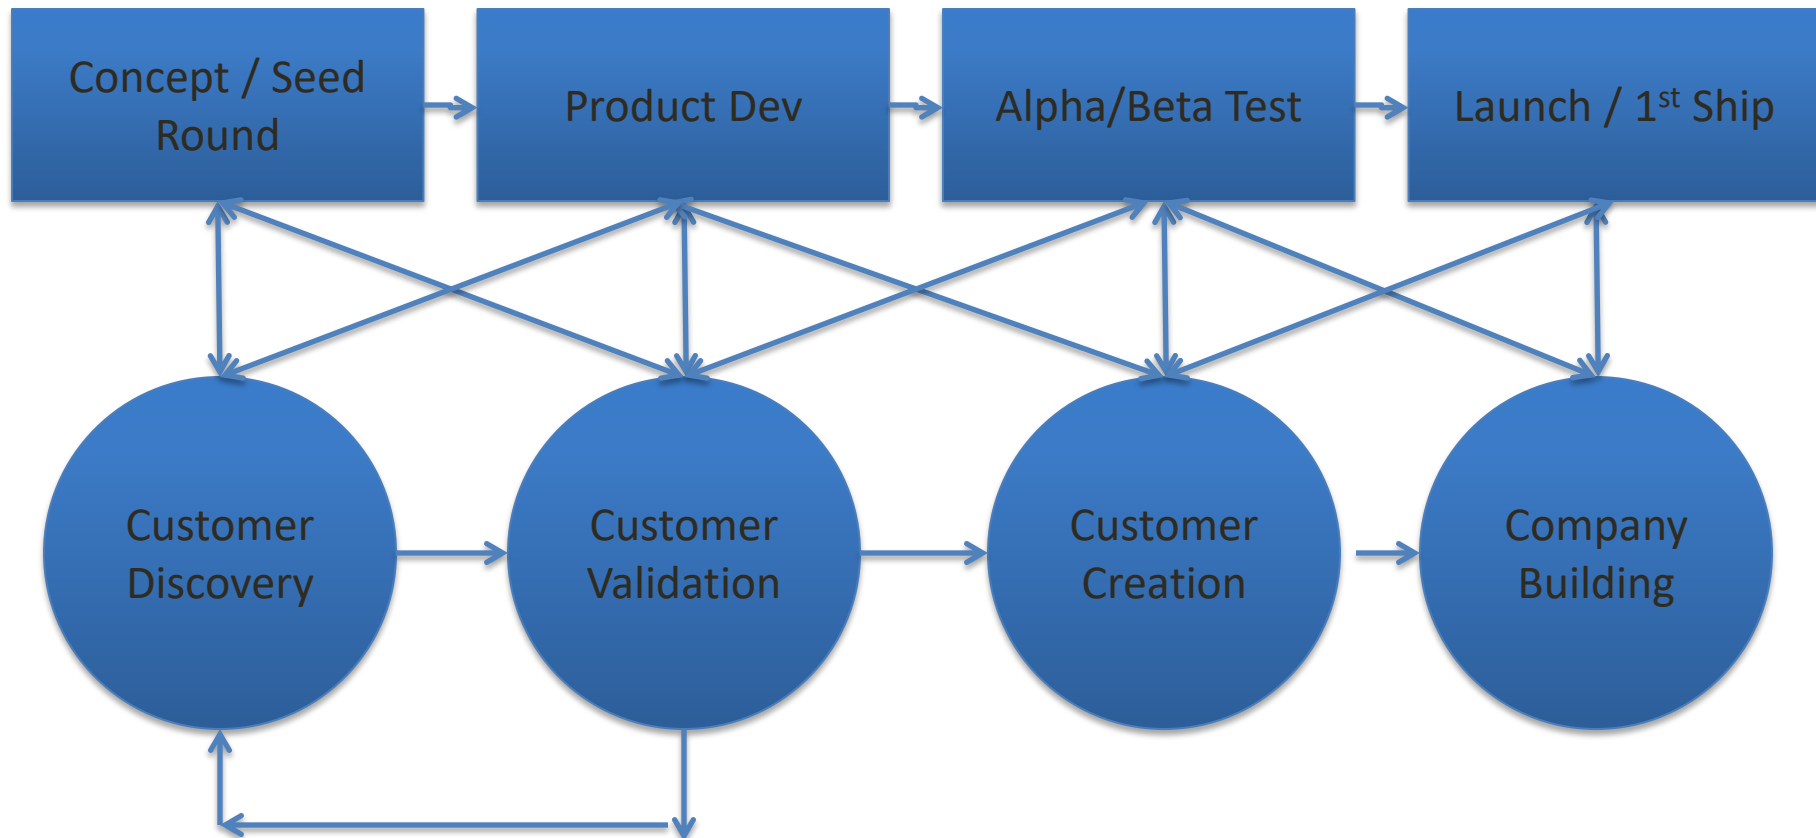 Concept / Seed
Round
Product Dev
Alpha/Beta Test
Launch / 1st Ship
Customer
Discovery
Customer
Validation
Customer
Creation
Company
Building